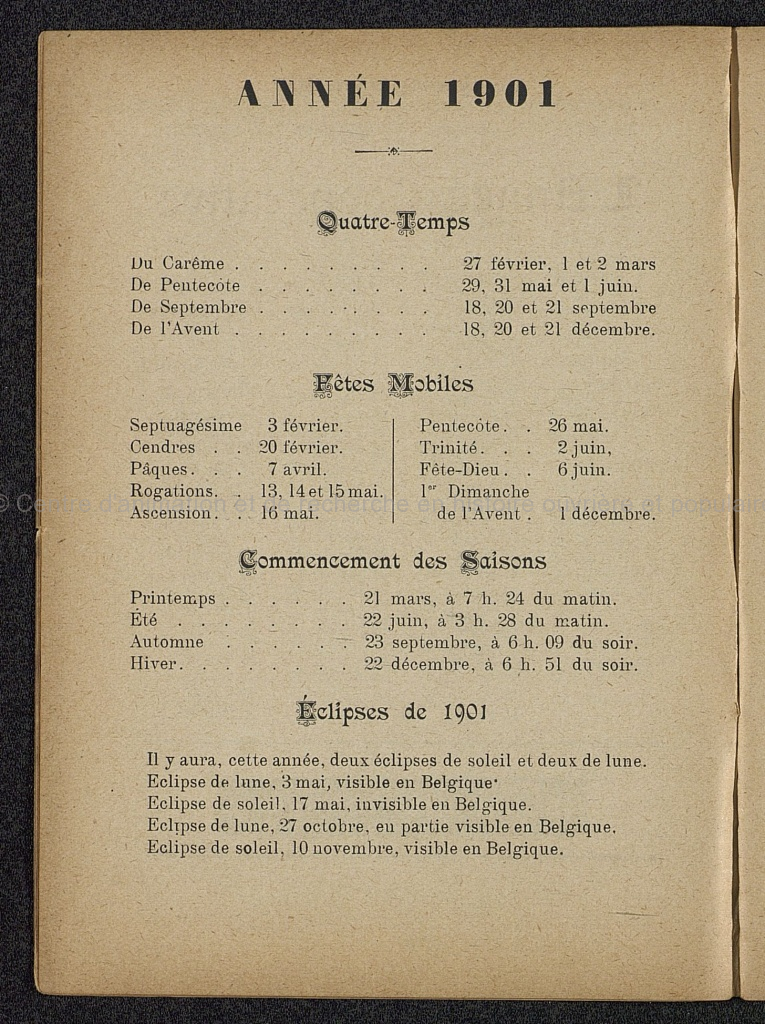 ANNÉE 1901
Quatre-Temps
Du Carême . . . . . . . . . 27 février, 1 et 2 mars
De Pentecôte . . . . . . . . 29, 31 mai et 1 juin.
De Septembre . . . . . . . . 18, 20 et 21 septembre
De l'Avent . . . . . . . . . 18, 20 et 21 décembre.
Fêtes Mobiles
Septuagésime 3 février.
Cendres . . 20 février.
Pâques. . . 7 avril.
Rogations. . 13, 14 et 15 mai.
Ascension. . 16 mai.
Pentecôte. . 26 mai.
Trinité. . . 2 juin,
Fête-Dieu. . 6 juin.
1er Dimanche
de l'Avent . 1 décembre.
Commencement des Saisons
Printemps . . . . . . 21 mars, à 7 h. 24 du matin.
Été . . . . . . . . 22 juin, à 3 h. 28 du matin.
Automne . . . . . . 23 septembre, à 6 h. 09 du soir.
Hiver. . . . . . . . 22 décembre, à 6 h. 51 du soir.
Éclipses de 1901
Il y aura, cette année, deux éclipses de soleil et deux de lune.
Eclipse de lune, 3 mai, visible en Belgique.
Eclipse de soleil, 17 mai, invisible en Belgique.
Eclipse de lune, 27 octobre, en partie visible en Belgique.
Eclipse de soleil, 10 novembre, visible en Belgique.